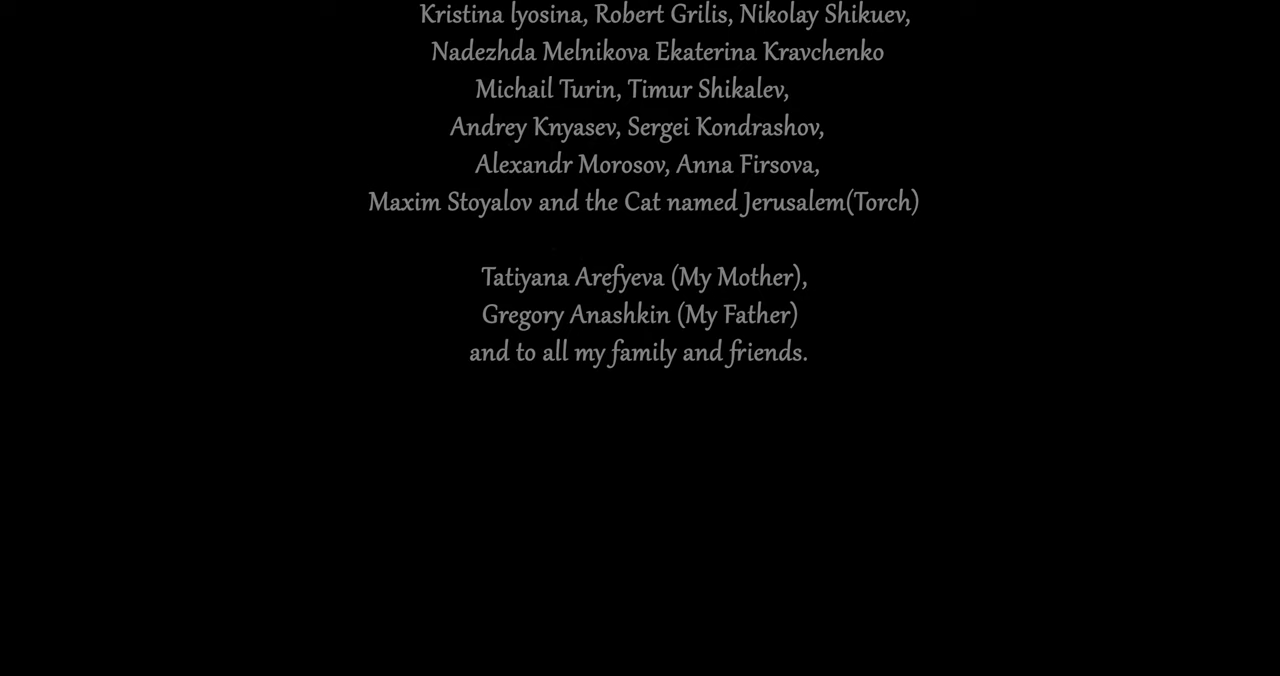 Kristina lyosina, Robert Grilis, Nikolay Shikuev,
Nadezhda Melnikova Ekaterina Kravchenko
Michail Turin, Timur Shikalev,
Andrey Knyasev, Sergei Kondrashov,
Alexandr Morosov, Anna Firsova,
Maxim Stoyalov and the Cat named Jerusalem(Torch)
Tatiyana Arefyeva (My Mother),
Gregory Anashkin (My Father)
and to all my family and friends.